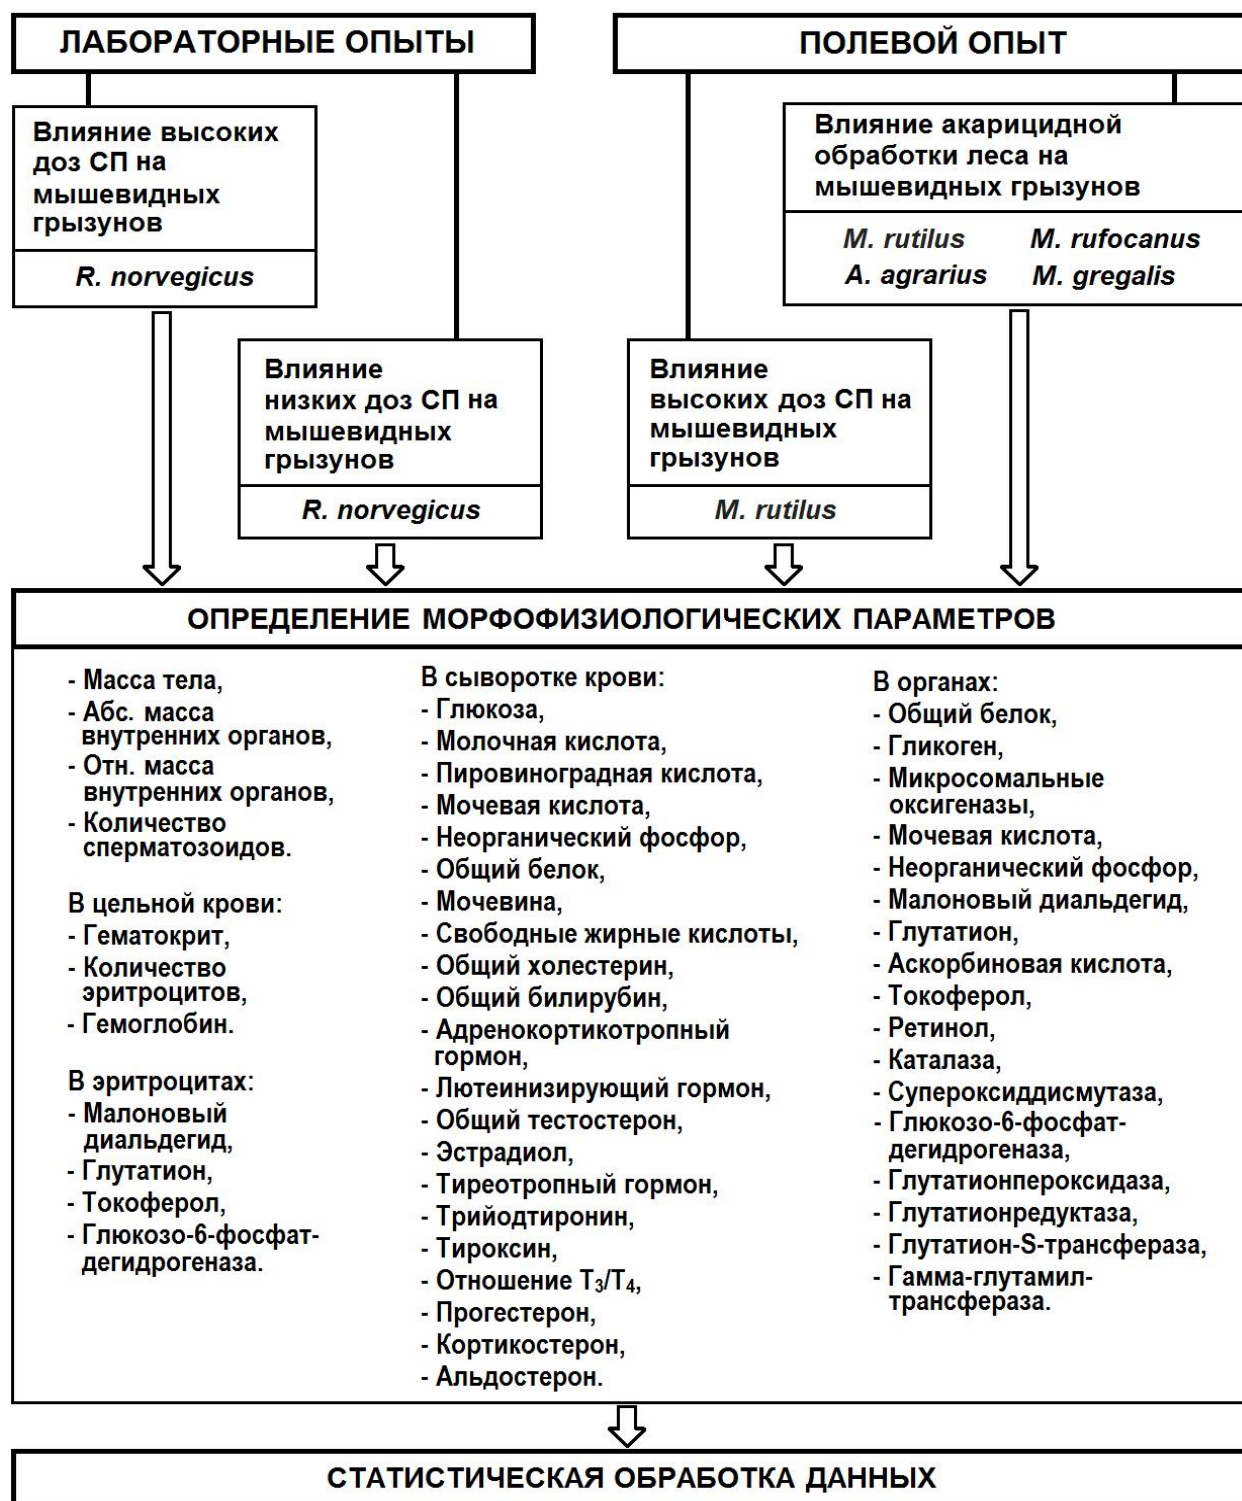 ЛАБОРАТОРНЫЕ ОПЫТЫ
ПОЛЕВОЙ ОПЫТ
Влияние высоких
доз СП на
мышевидных
грызунов
R. norvegicus
Влияние акарицидной
обработки леса на
мышевидных грызунов
M. rutilus M. rufocanus
A. agrarius M. gregalis
Влияние
низких доз СП на
мышевидных
грызунов
R. norvegicus
Влияние
высоких доз СП на
мышевидных
грызунов
M. rutilus
ОПРЕДЕЛЕНИЕ МОРФОФИЗИОЛОГИЧЕСКИХ ПАРАМЕТРОВ
- Масса тела,
- Абс. масса
внутренних органов,
- Отн. масса
внутренних органов,
- Количество
сперматозоидов.
В цельной крови:
- Гематокрит,
- Количество
эритроцитов,
- Гемоглобин.
В эритроцитах:
- Малоновый
диальдегид,
- Глутатион,
- Токоферол,
- Глюкозо-6-фосфат-
дегидрогеназа.
В сыворотке крови:
- Глюкоза,
- Молочная кислота,
- Пировиноградная кислота,
- Мочевая кислота,
- Неорганический фосфор,
- Общий белок,
- Мочевина,
- Свободные жирные кислоты,
- Общий холестерин,
- Общий билирубин,
- Адренокортикотропный
гормон,
- Лютеинизирующий гормон,
- Общий тестостерон,
- Эстрадиол,
- Тиреотропный гормон,
- Трийодтиронин,
- Тироксин,
- Отношение T₃/T₄,
- Прогестерон,
- Кортикостерон,
- Альдостерон.
В органах:
- Общий белок,
- Гликоген,
- Микросомальные
оксигеназы,
- Мочевая кислота,
- Неорганический фосфор,
- Малоновый диальдегид,
- Глутатион,
- Аскорбиновая кислота,
- Токоферол,
- Ретинол,
- Каталаза,
- Супероксиддисмутаза,
- Глюкозо-6-фосфат-
дегидрогеназа,
- Глутатионпероксидаза,
- Глутатионредуктаза,
- Глутатион-S-трансфераза,
- Гамма-глутамил-
трансфераза.
СТАТИСТИЧЕСКАЯ ОБРАБОТКА ДАННЫХ